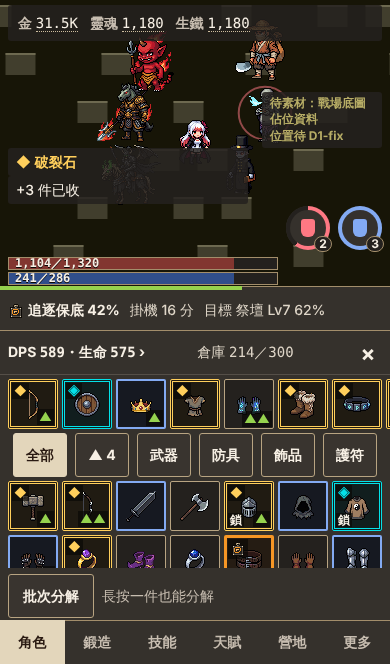 金 31.5K 靈魂 1,180 生鐵 1,180
待素材：戰場底圖
佔位資料
位置待 D1-fix
破裂石
+3 件已收
2
3
1,104／1,320
241／286
追逐保底 42% 掛機 16 分 目標 祭壇 Lv7 62%
DPS 589・生命 575 ›
倉庫 214／300
×
全部
▲ 4
武器
防具
飾品
護符
鎖
鎖
批次分解
長按一件也能分解
角色
鍛造
技能
天賦
營地
更多